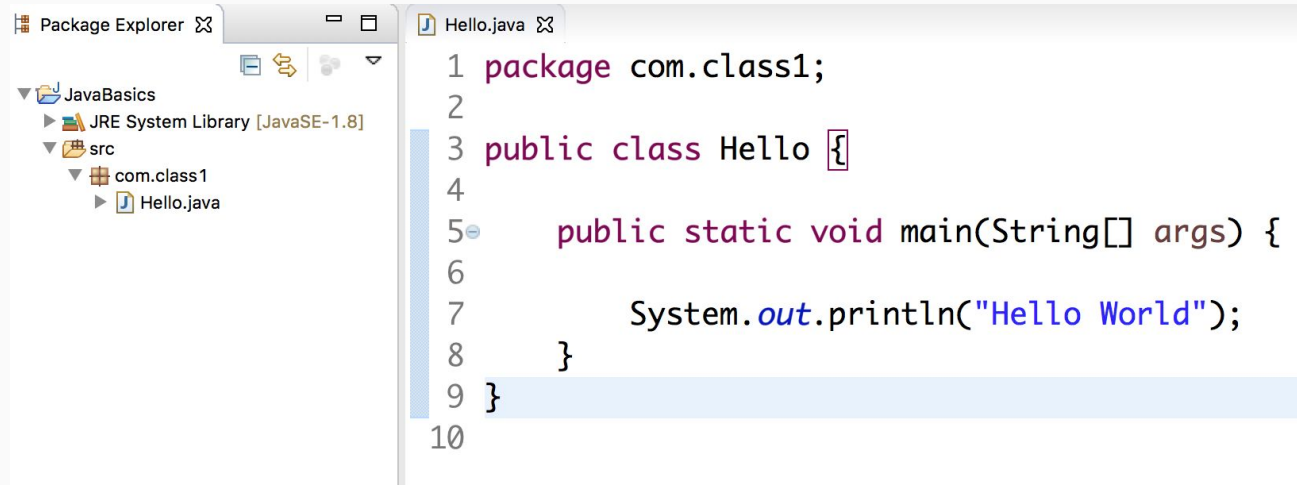 Package Explorer
JavaBasics
JRE System Library [JavaSE-1.8]
src
com.class1
Hello.java
Hello.java
1 package com.class1;
2
3 public class Hello {
4
5     public static void main(String[] args) {
6
7         System.out.println("Hello World");
8     }
9 }
10